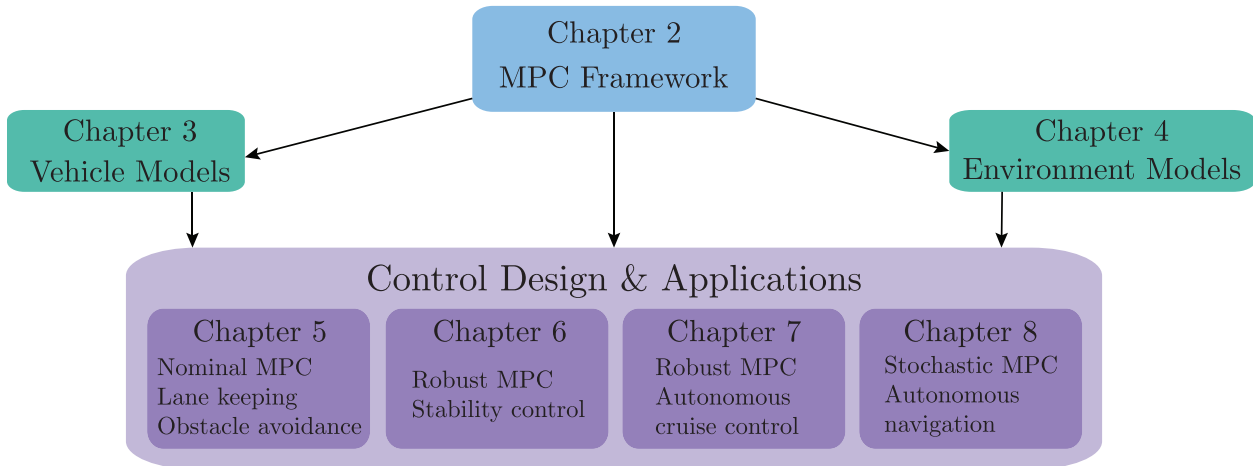 Chapter 2
MPC Framework
Chapter 3
Vehicle Models
Chapter 4
Environment Models
Control Design & Applications
Chapter 5
Nominal MPC
Lane keeping
Obstacle avoidance
Chapter 6
Robust MPC
Stability control
Chapter 7
Robust MPC
Autonomous
cruise control
Chapter 8
Stochastic MPC
Autonomous
navigation